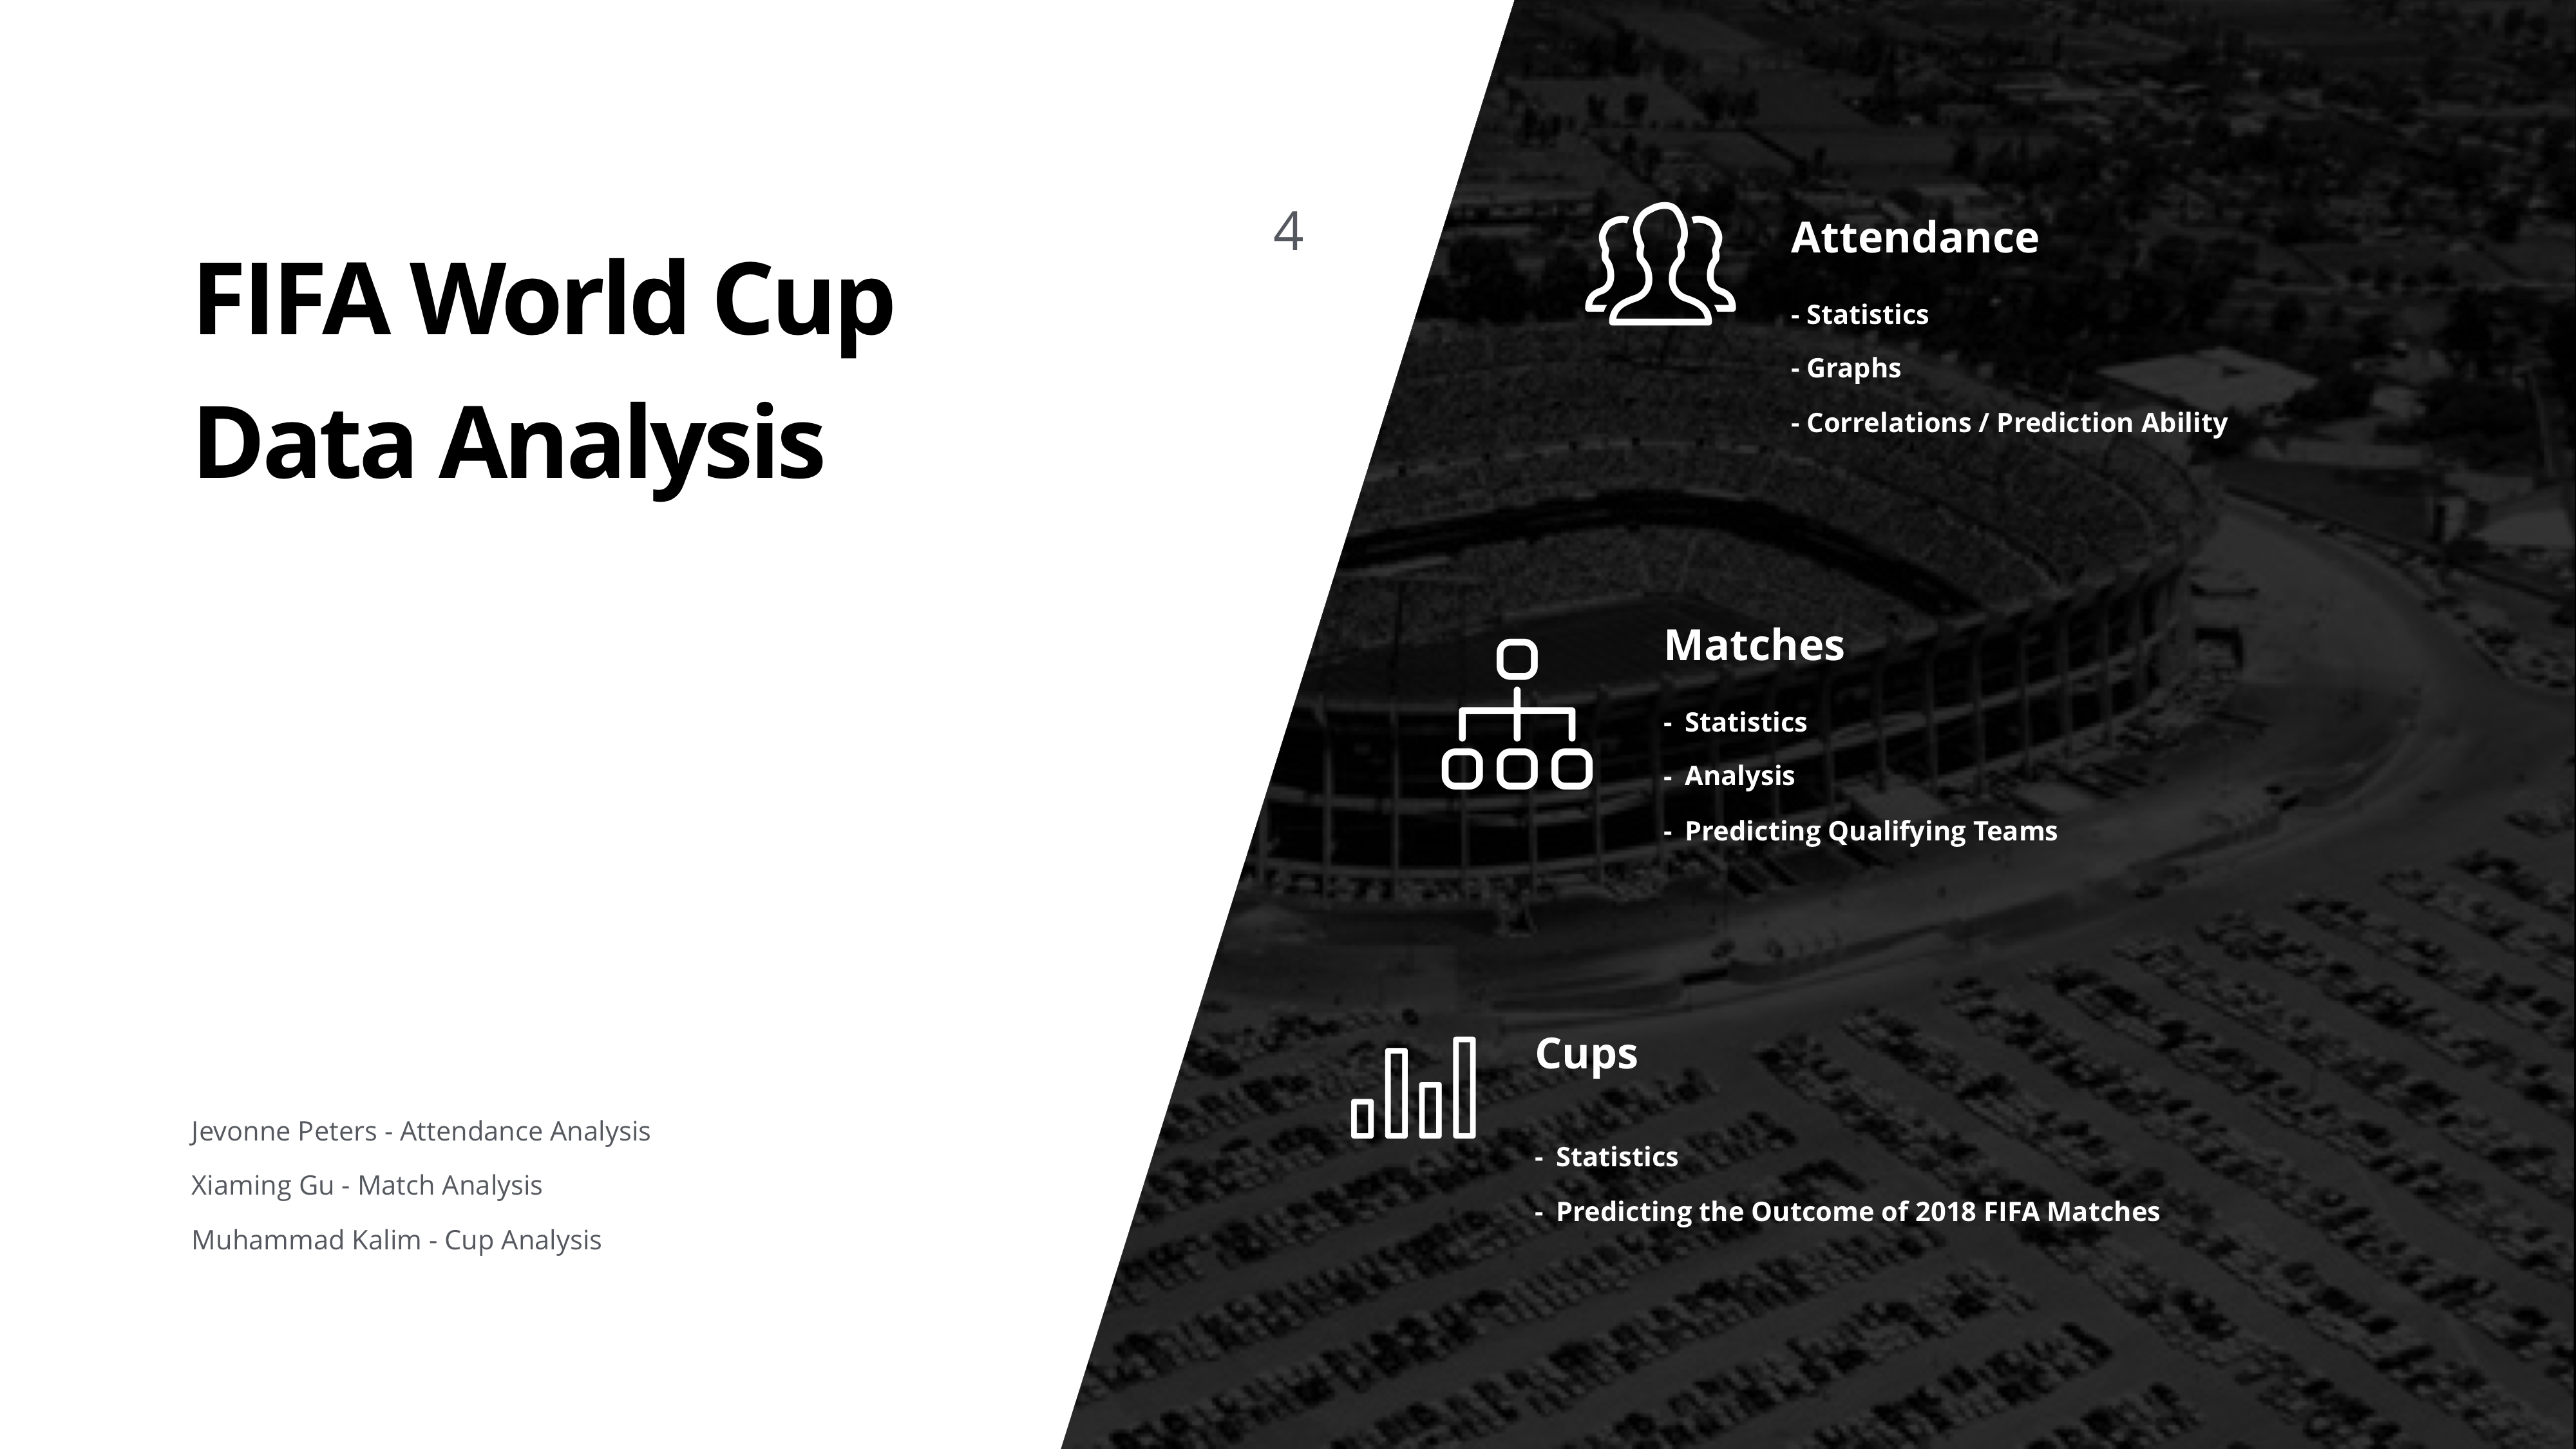 FIFA World Cup
Data Analysis
4
Jevonne Peters - Attendance Analysis
Xiaming Gu - Match Analysis
Muhammad Kalim - Cup Analysis
Attendance
- Statistics
- Graphs
- Correlations / Prediction Ability
Matches
- Statistics
- Analysis
- Predicting Qualifying Teams
Cups
- Statistics
- Predicting the Outcome of 2018 FIFA Matches